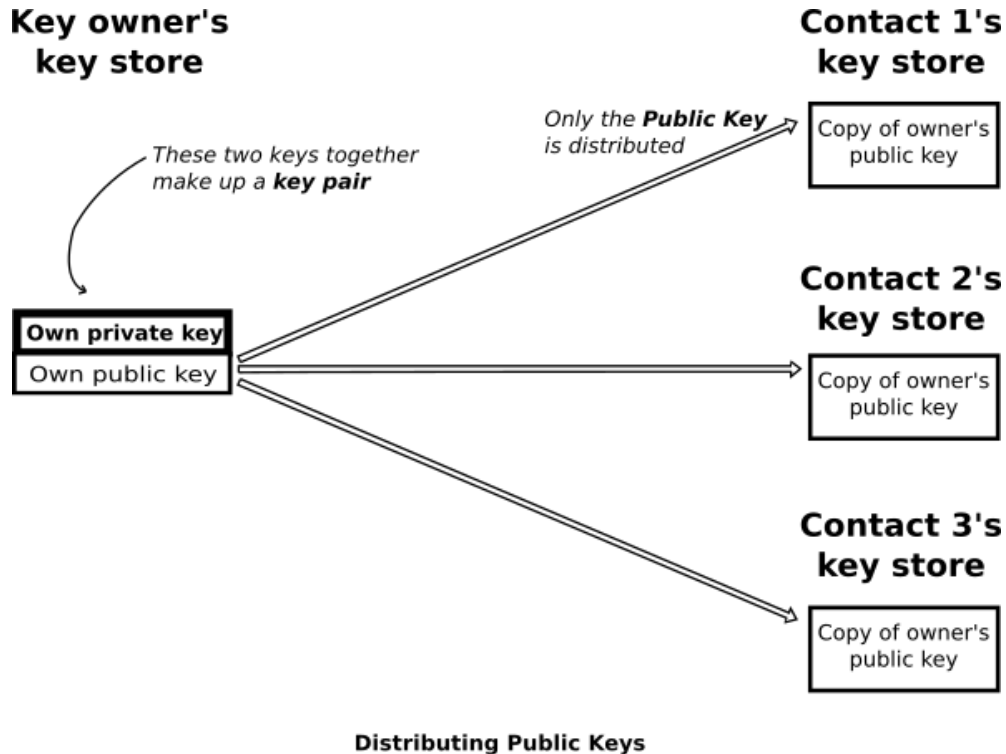 Key owner's
key store
These two keys together
make up a key pair
Own private key
Own public key
Only the Public Key
is distributed
Contact 1's
key store
Copy of owner's
public key
Contact 2's
key store
Copy of owner's
public key
Contact 3's
key store
Copy of owner's
public key
Distributing Public Keys